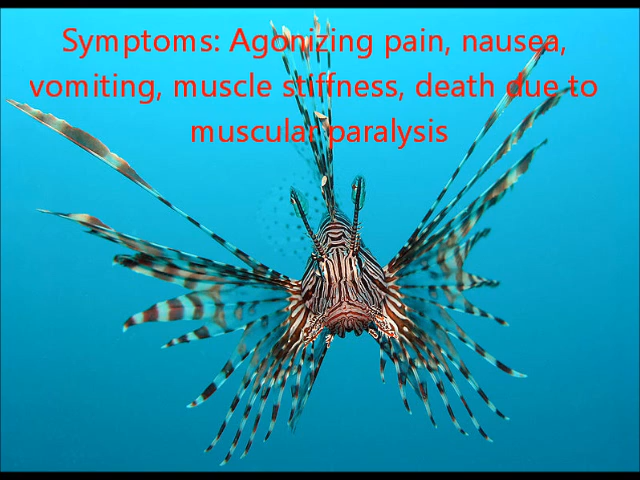 Symptoms: Agonizing pain, nausea,
vomiting, muscle stiffness, death due to
muscular paralysis